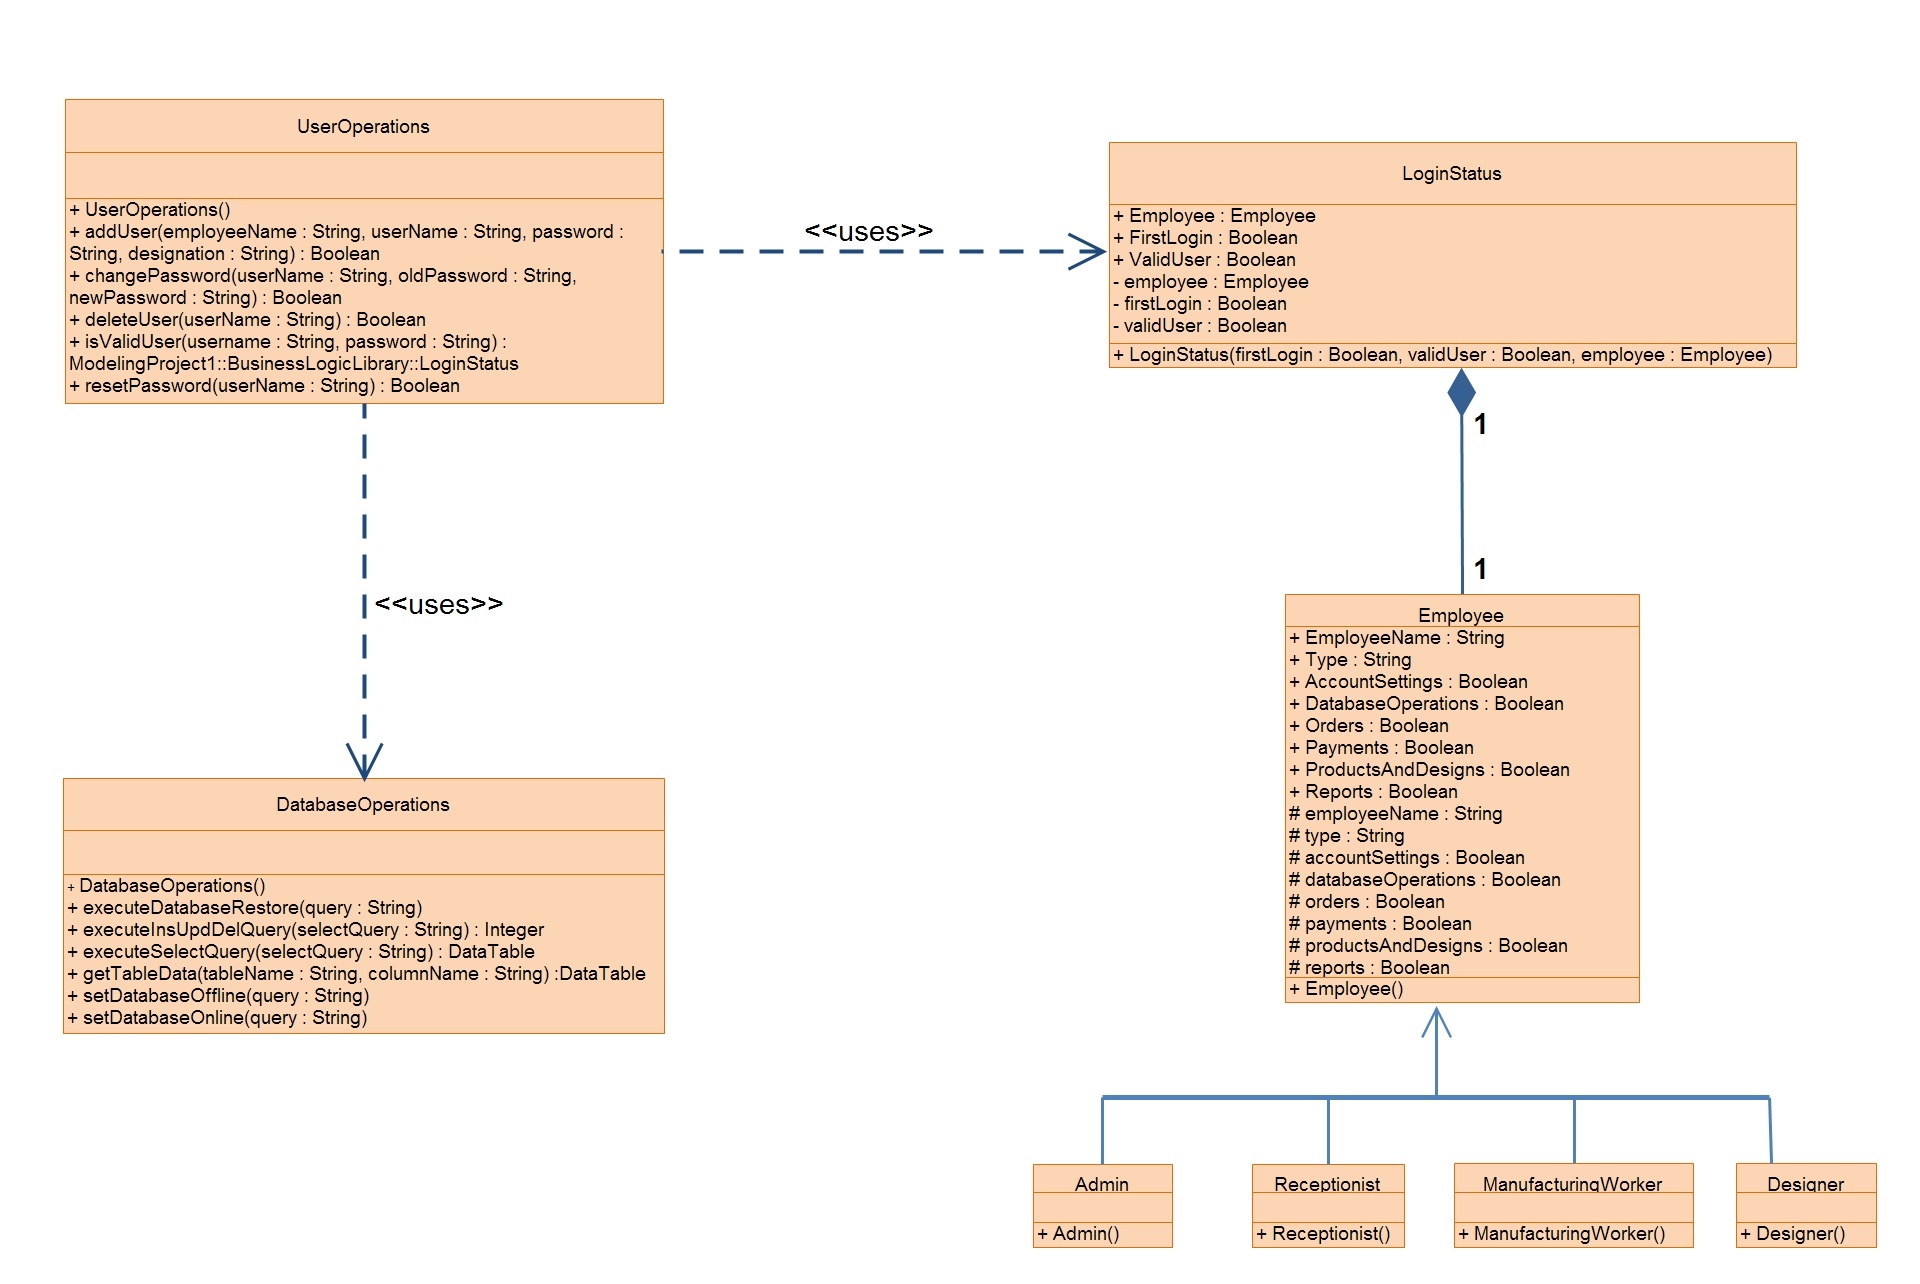 UserOperations
+ UserOperations()
+ addUser(employeeName : String, userName : String, password :
String, designation : String) : Boolean
+ changePassword(userName : String, oldPassword : String,
newPassword : String) : Boolean
+ deleteUser(userName : String) : Boolean
+ isValidUser(username : String, password : String) :
ModelingProject1::BusinessLogicLibrary::LoginStatus
+ resetPassword(userName : String) : Boolean
<<uses>>
LoginStatus
+ Employee : Employee
+ FirstLogin : Boolean
+ ValidUser : Boolean
- employee : Employee
- firstLogin : Boolean
- validUser : Boolean
+ LoginStatus(firstLogin : Boolean, validUser : Boolean, employee : Employee)
1
1
<<uses>>
DatabaseOperations
+ DatabaseOperations()
+ executeDatabaseRestore(query : String)
+ executeInsUpdDelQuery(selectQuery : String) : Integer
+ executeSelectQuery(selectQuery : String) : DataTable
+ getTableData(tableName : String, columnName : String) :DataTable
+ setDatabaseOffline(query : String)
+ setDatabaseOnline(query : String)
Employee
+ EmployeeName : String
+ Type : String
+ AccountSettings : Boolean
+ DatabaseOperations : Boolean
+ Orders : Boolean
+ Payments : Boolean
+ ProductsAndDesigns : Boolean
+ Reports : Boolean
# employeeName : String
# type : String
# accountSettings : Boolean
# databaseOperations : Boolean
# orders : Boolean
# payments : Boolean
# productsAndDesigns : Boolean
# reports : Boolean
+ Employee()
Admin
+ Admin()
Receptionist
+ Receptionist()
ManufacturingWorker
+ ManufacturingWorker()
Designer
+ Designer()